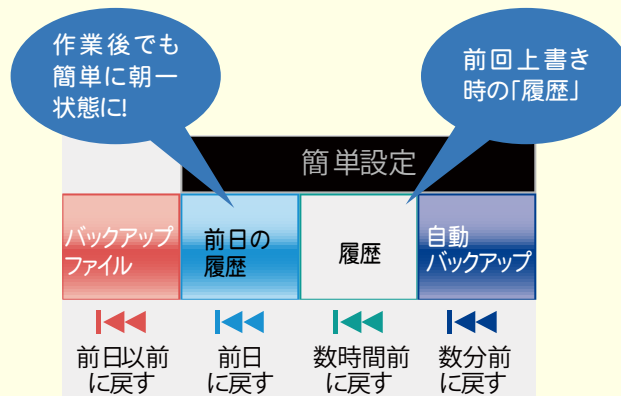 作業後でも
簡単に朝一
状態に!
前回上書き
時の「履歴」
簡単設定
バックアップ
ファイル
前日の
履歴
履歴
自動
バックアップ
前日以前
に戻す
前日
に戻す
数時間前
に戻す
数分前
に戻す